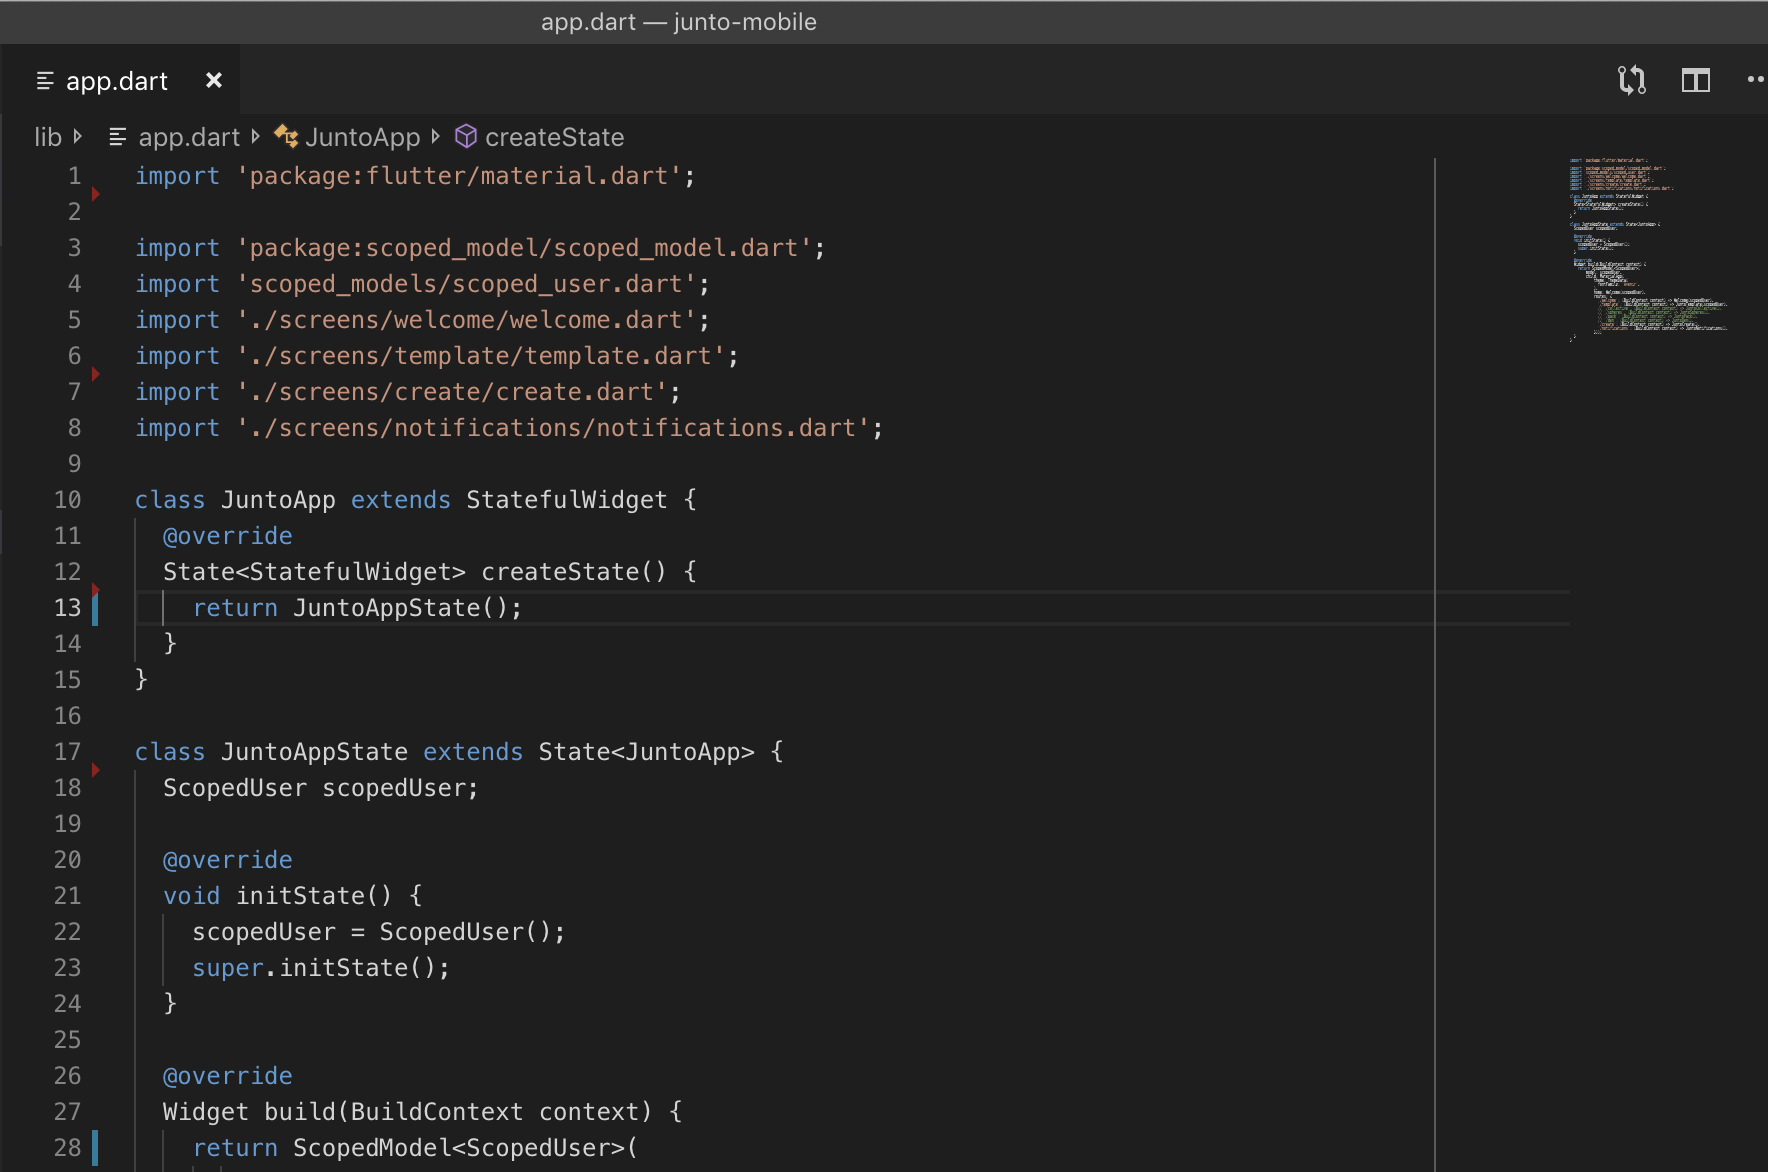 app.dart — junto-mobile
app.dart
lib app.dart JuntoApp createState
1 import 'package:flutter/material.dart';
2
3 import 'package:scoped_model/scoped_model.dart';
4 import 'scoped_models/scoped_user.dart';
5 import './screens/welcome/welcome.dart';
6 import './screens/template/template.dart';
7 import './screens/create/create.dart';
8 import './screens/notifications/notifications.dart';
9
10 class JuntoApp extends StatefulWidget {
11 @override
12 State<StatefulWidget> createState() {
13 return JuntoAppState();
14 }
15 }
16
17 class JuntoAppState extends State<JuntoApp> {
18 ScopedUser scopedUser;
19
20 @override
21 void initState() {
22 scopedUser = ScopedUser();
23 super.initState();
24 }
25
26 @override
27 Widget build(BuildContext context) {
28 return ScopedModel<ScopedUser>(